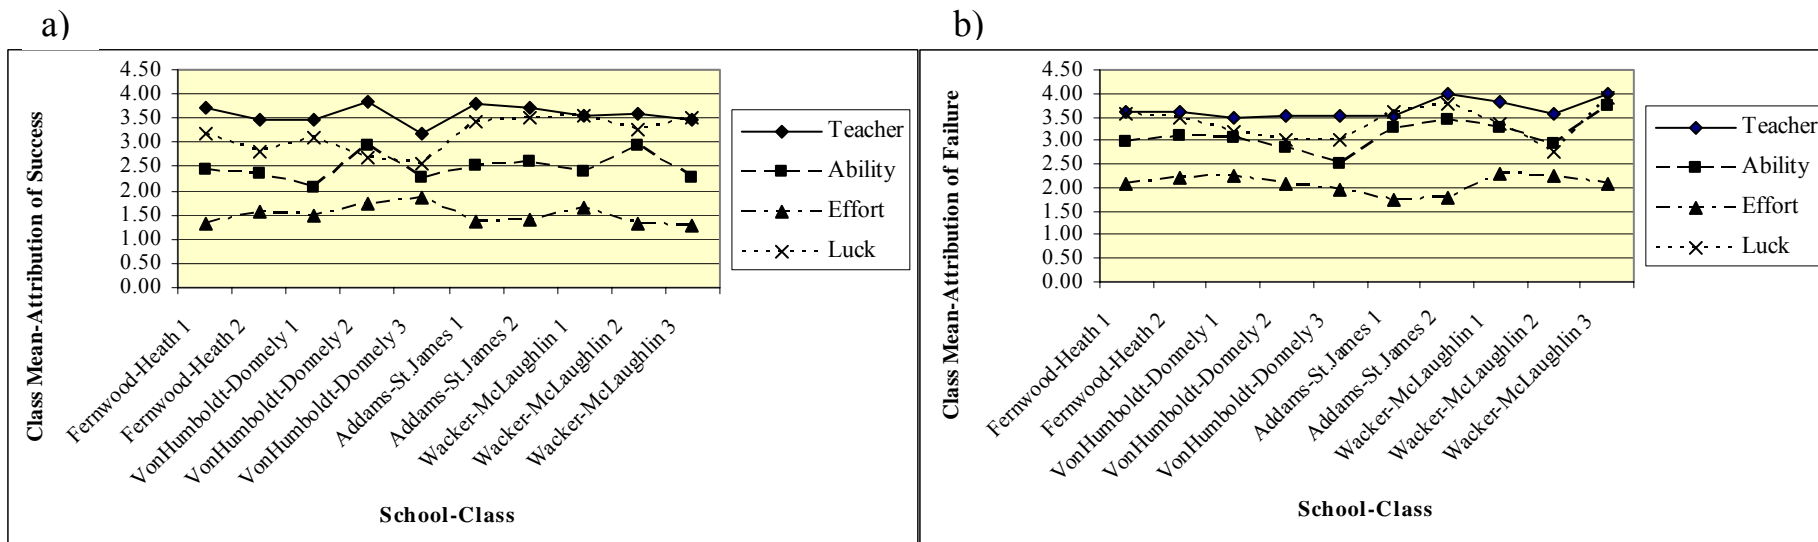 a)
Class Mean-Attribution of Success
4.50
4.00
3.50
3.00
2.50
2.00
1.50
1.00
0.50
0.00
Fernwood-Heath 1
Fernwood-Heath 2
VonHumboldt-Donnely 1
VonHumboldt-Donnely 2
VonHumboldt-Donnely 3
Addams-St.James 1
Addams-St.James 2
Wacker-McLaughlin 1
Wacker-McLaughlin 2
Wacker-McLaughlin 3
School-Class
Teacher
Ability
Effort
Luck
b)
Class Mean-Attribution of Failure
4.50
4.00
3.50
3.00
2.50
2.00
1.50
1.00
0.50
0.00
Fernwood-Heath 1
Fernwood-Heath 2
VonHumboldt-Donnely 1
VonHumboldt-Donnely 2
VonHumboldt-Donnely 3
Addams-St.James 1
Addams-St.James 2
Wacker-McLaughlin 1
Wacker-McLaughlin 2
Wacker-McLaughlin 3
School-Class
Teacher
Ability
Effort
Luck